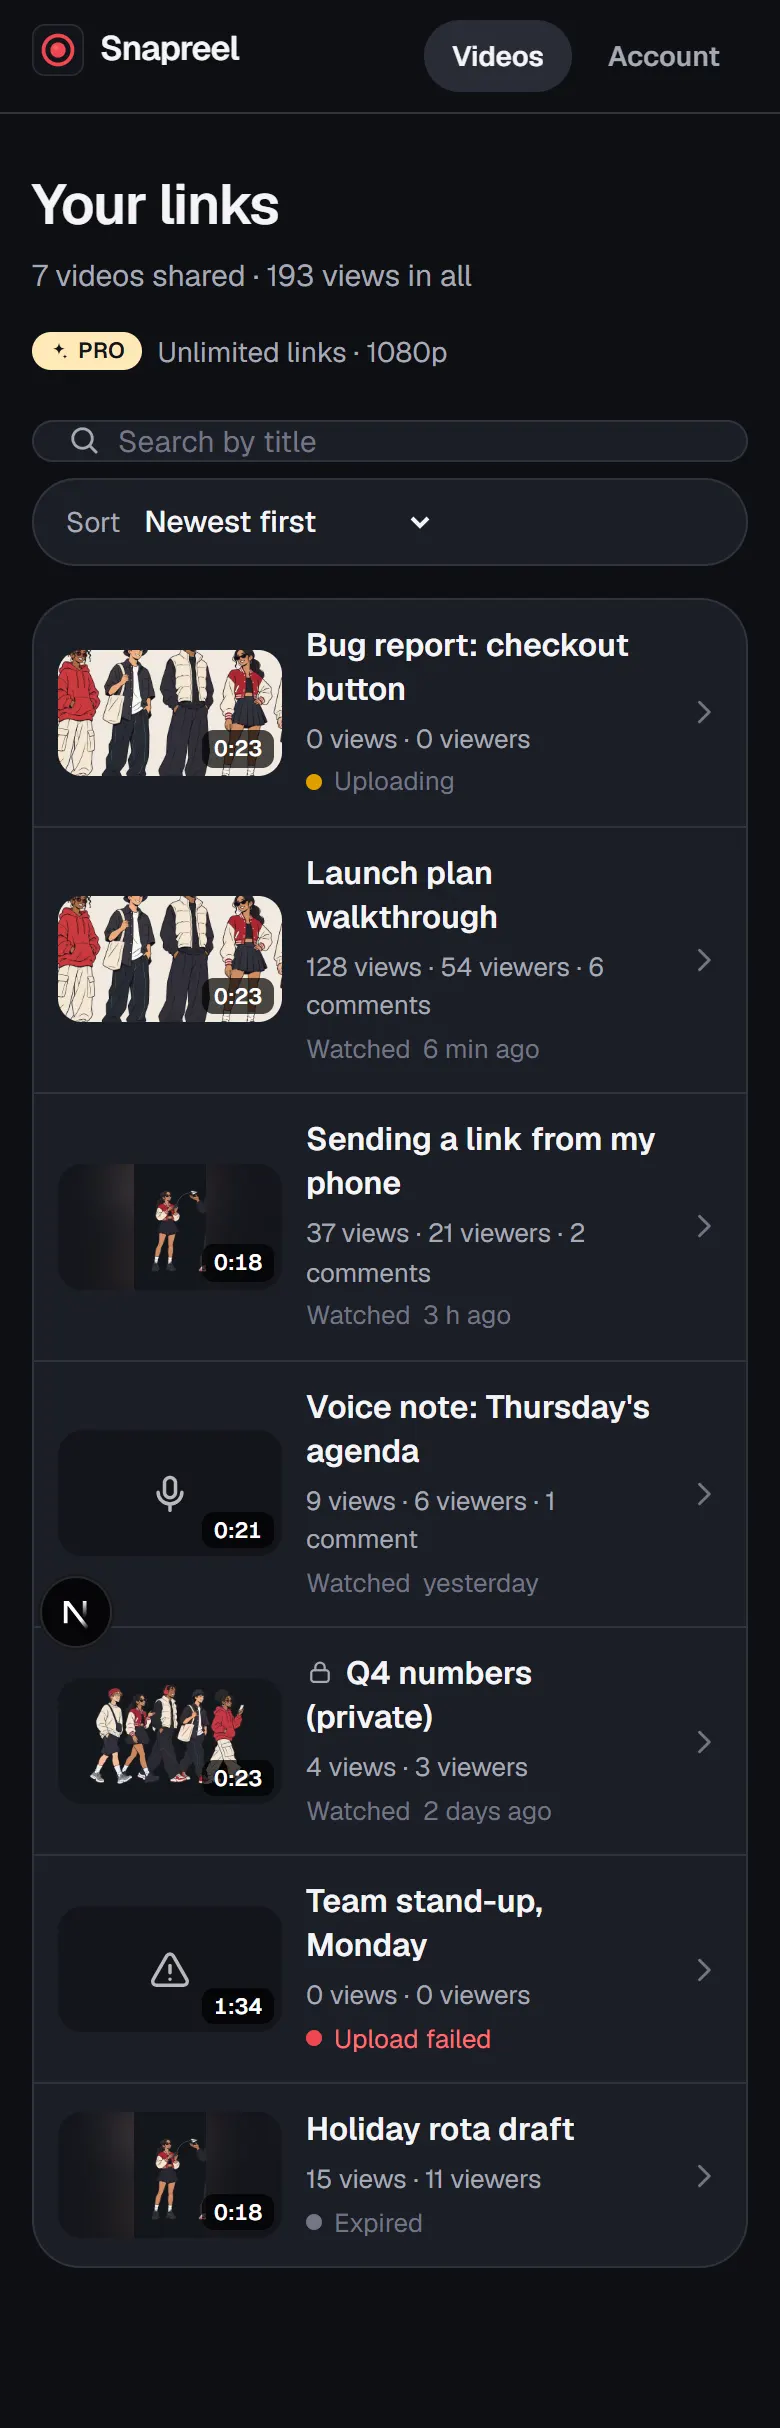 Snapreel
Videos
Account
Your links
7 videos shared · 193 views in all
PRO
Unlimited links · 1080p
Search by title
Sort Newest first
0:23
Bug report: checkout
button
0 views · 0 viewers
Uploading
0:23
Launch plan
walkthrough
128 views · 54 viewers · 6
comments
Watched 6 min ago
0:18
Sending a link from my
phone
37 views · 21 viewers · 2
comments
Watched 3 h ago
0:21
Voice note: Thursday's
agenda
9 views · 6 viewers · 1
comment
Watched yesterday
N
0:23
Q4 numbers
(private)
4 views · 3 viewers
Watched 2 days ago
1:34
Team stand-up,
Monday
0 views · 0 viewers
Upload failed
0:18
Holiday rota draft
15 views · 11 viewers
Expired